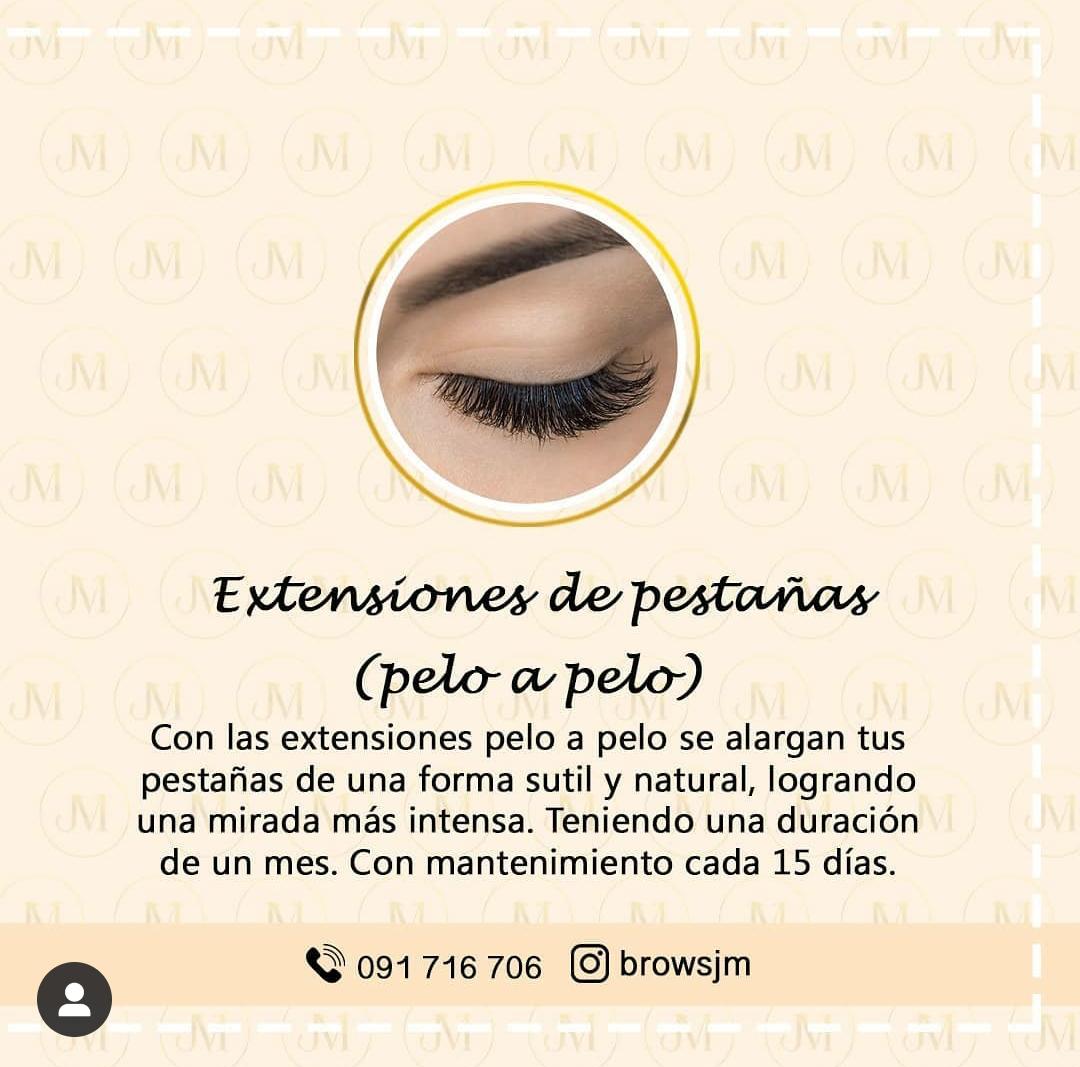 Extensiones de pestañas
(pelo a pelo)
Con las extensiones pelo a pelo se alargan tus
pestañas de una forma sutil y natural, logrando
una mirada más intensa. Teniendo una duración
de un mes. Con mantenimiento cada 15 días.
091 716 706 browsjm
JM